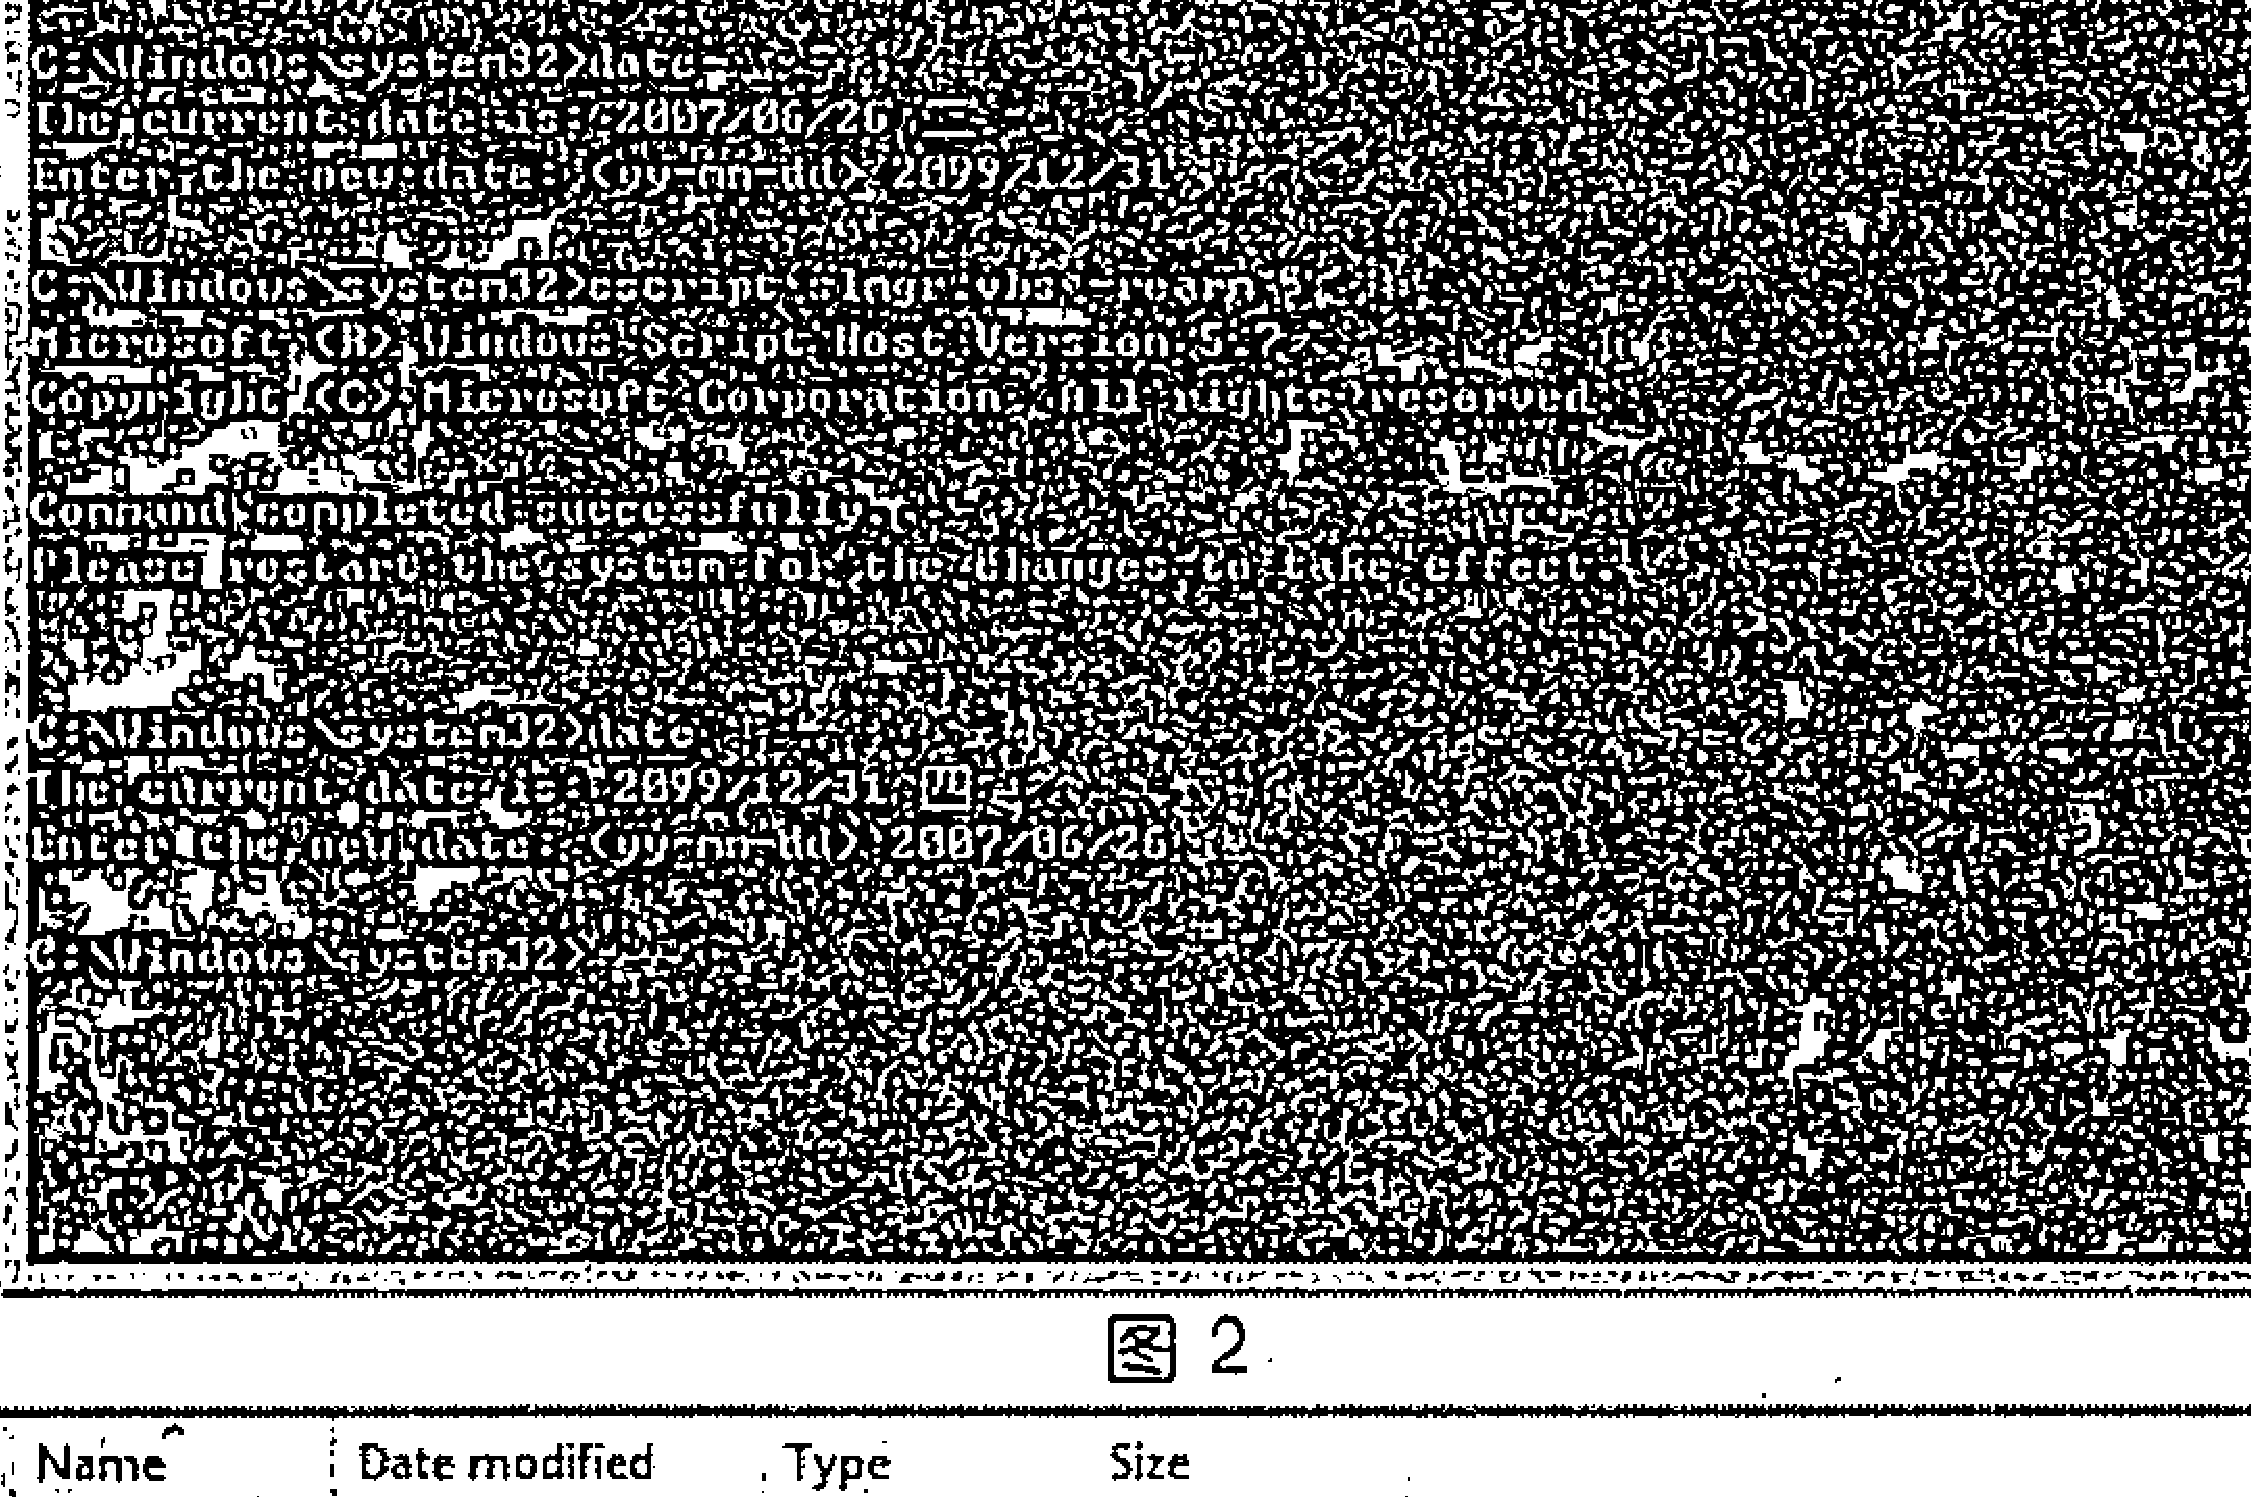 C:\Windows\system32>date
The current date is: 2007/06/26 二
Enter the new date: (yy-mm-dd) 2099/12/31
C:\Windows\system32>cscript slmgr.vbs -rearm
Microsoft (R) Windows Script Host Version 5.7
Copyright (C) Microsoft Corporation. All rights reserved.
Command completed successfully.
Please restart the system for the changes to take effect.
C:\Windows\system32>date
The current date is: 2099/12/31 四
Enter the new date: (yy-mm-dd) 2007/06/26
C:\Windows\system32>
图 2
Name Date modified Type Size